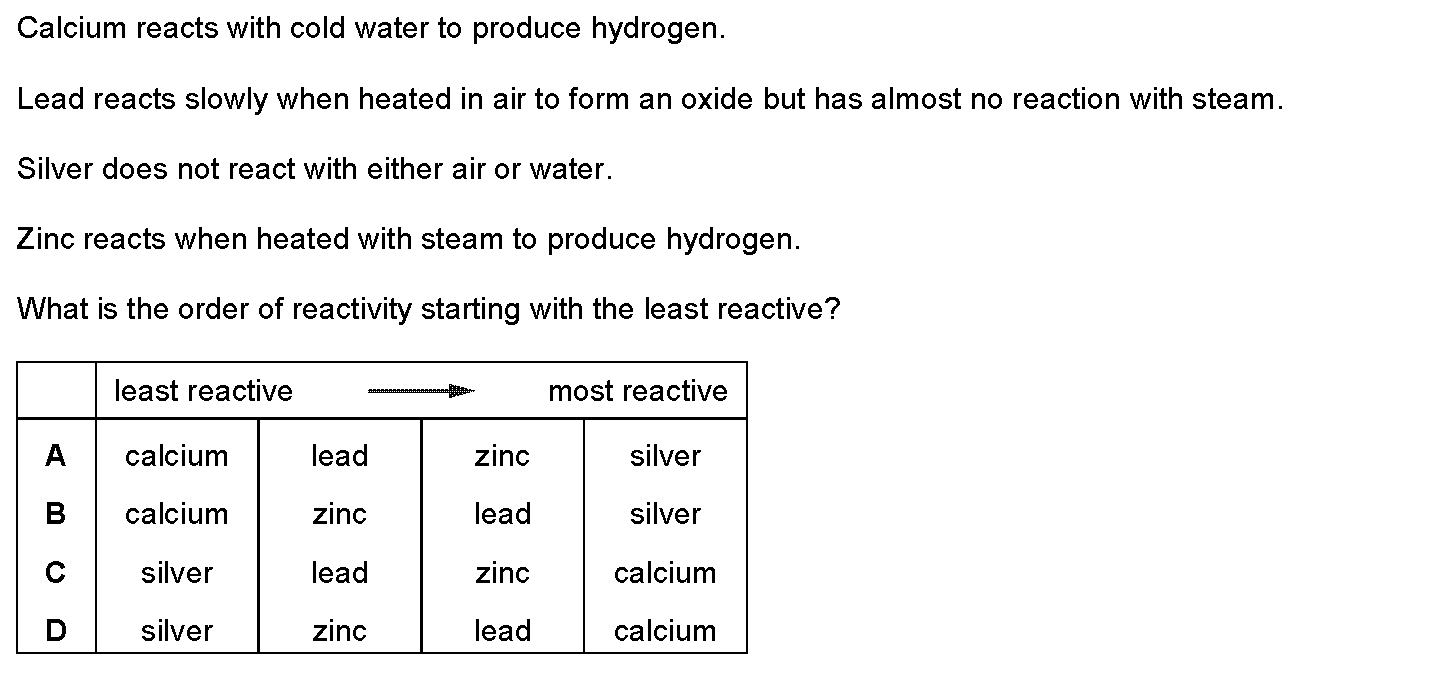 Calcium reacts with cold water to produce hydrogen.
Lead reacts slowly when heated in air to form an oxide but has almost no reaction with steam.
Silver does not react with either air or water.
Zinc reacts when heated with steam to produce hydrogen.
What is the order of reactivity starting with the least reactive?
least reactive most reactive
A calcium lead zinc silver
B calcium zinc lead silver
C silver lead zinc calcium
D silver zinc lead calcium